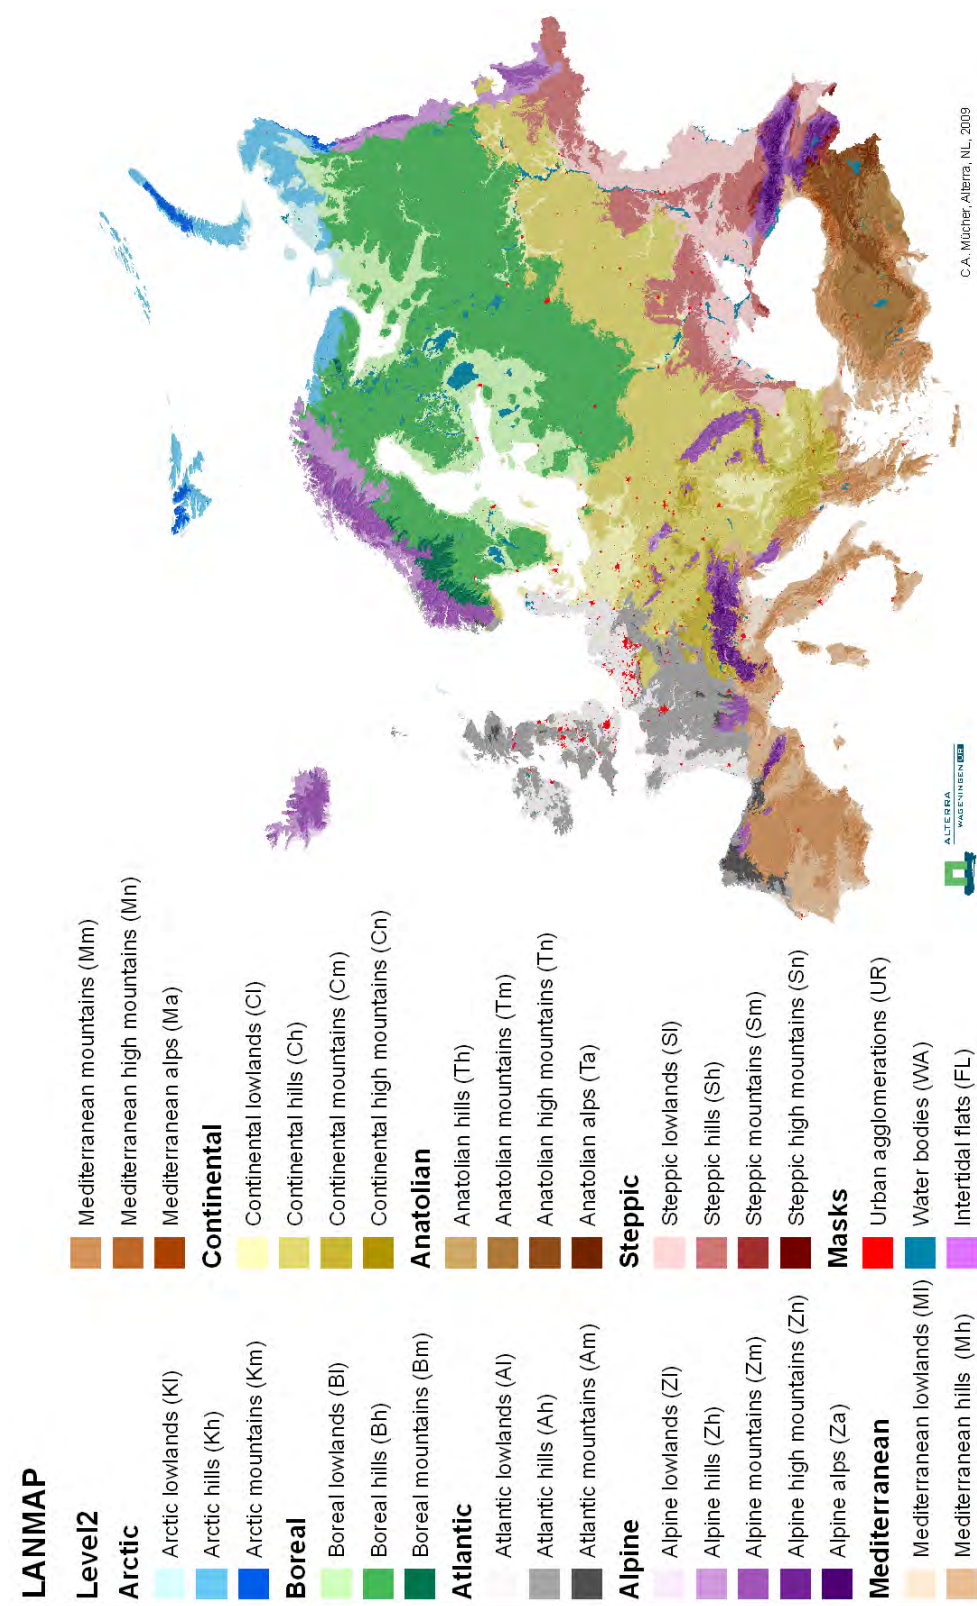 LANMAP
Level2
Arctic
Arctic lowlands (Kl)
Arctic hills (Kh)
Arctic mountains (Km)
Boreal
Boreal lowlands (Bl)
Boreal hills (Bh)
Boreal mountains (Bm)
Atlantic
Atlantic lowlands (Al)
Atlantic hills (Ah)
Atlantic mountains (Am)
Alpine
Alpine lowlands (Zl)
Alpine hills (Zh)
Alpine mountains (Zm)
Alpine high mountains (Zn)
Alpine alps (Za)
Mediterranean
Mediterranean lowlands (Ml)
Mediterranean hills (Mh)
Mediterranean mountains (Mm)
Mediterranean high mountains (Mn)
Mediterranean alps (Ma)
Continental
Continental lowlands (Cl)
Continental hills (Ch)
Continental mountains (Cm)
Continental high mountains (Cn)
Anatolian
Anatolian hills (Th)
Anatolian mountains (Tm)
Anatolian high mountains (Tn)
Anatolian alps (Ta)
Steppic
Steppic lowlands (Sl)
Steppic hills (Sh)
Steppic mountains (Sm)
Steppic high mountains (Sn)
Masks
Urban agglomerations (UR)
Water bodies (WA)
Intertidal flats (FL)
ALTERRA
WAGENINGEN UR
C.A. Mücher, Alterra, NL, 2009